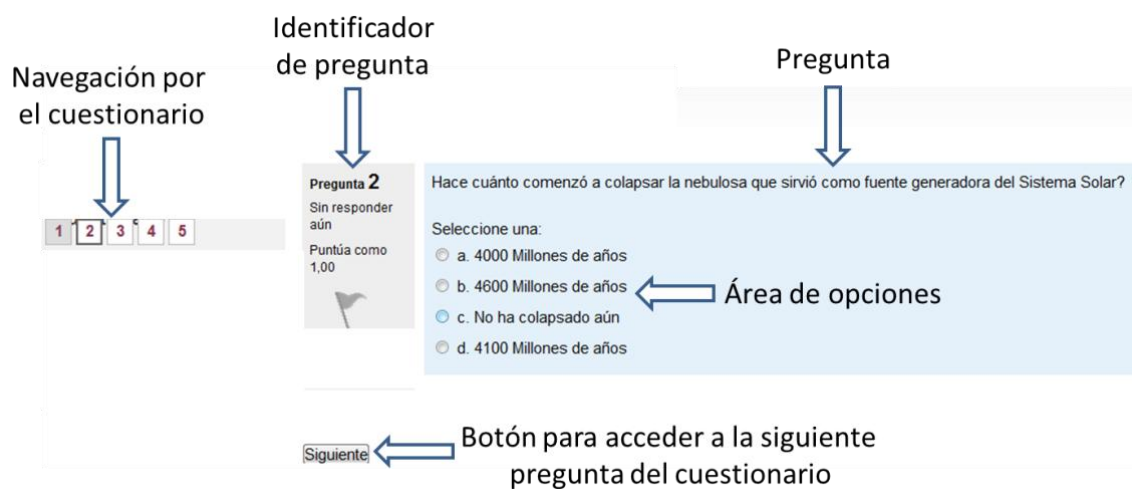 Identificador
de pregunta
Navegación por
el cuestionario
Pregunta
Pregunta 2
Sin responder
aún
Puntúa como
1,00
Hace cuánto comenzó a colapsar la nebulosa que sirvió como fuente generadora del Sistema Solar?
1 2 3 4 5
Seleccione una:
a. 4000 Millones de años
b. 4600 Millones de años
c. No ha colapsado aún
d. 4100 Millones de años
Área de opciones
Siguiente
Botón para acceder a la siguiente
pregunta del cuestionario